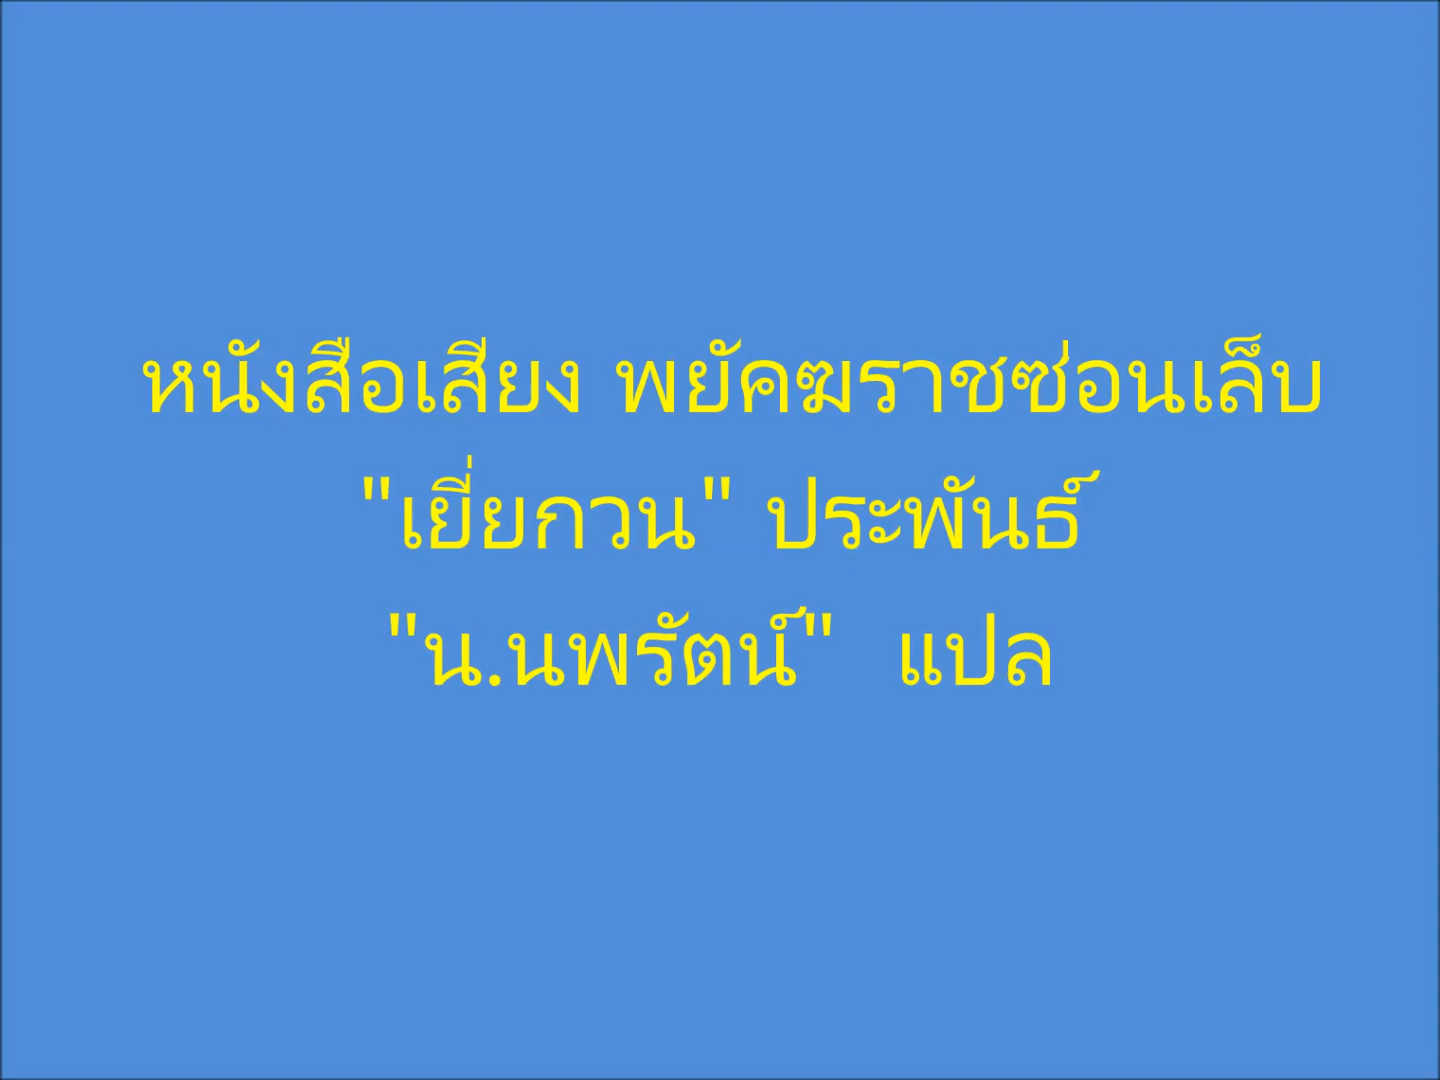 หนังสือเสียง พยัคฆราชซ่อนเล็บ
"เยี่ยกวน" ประพันธ์
"น.นพรัตน์" แปล